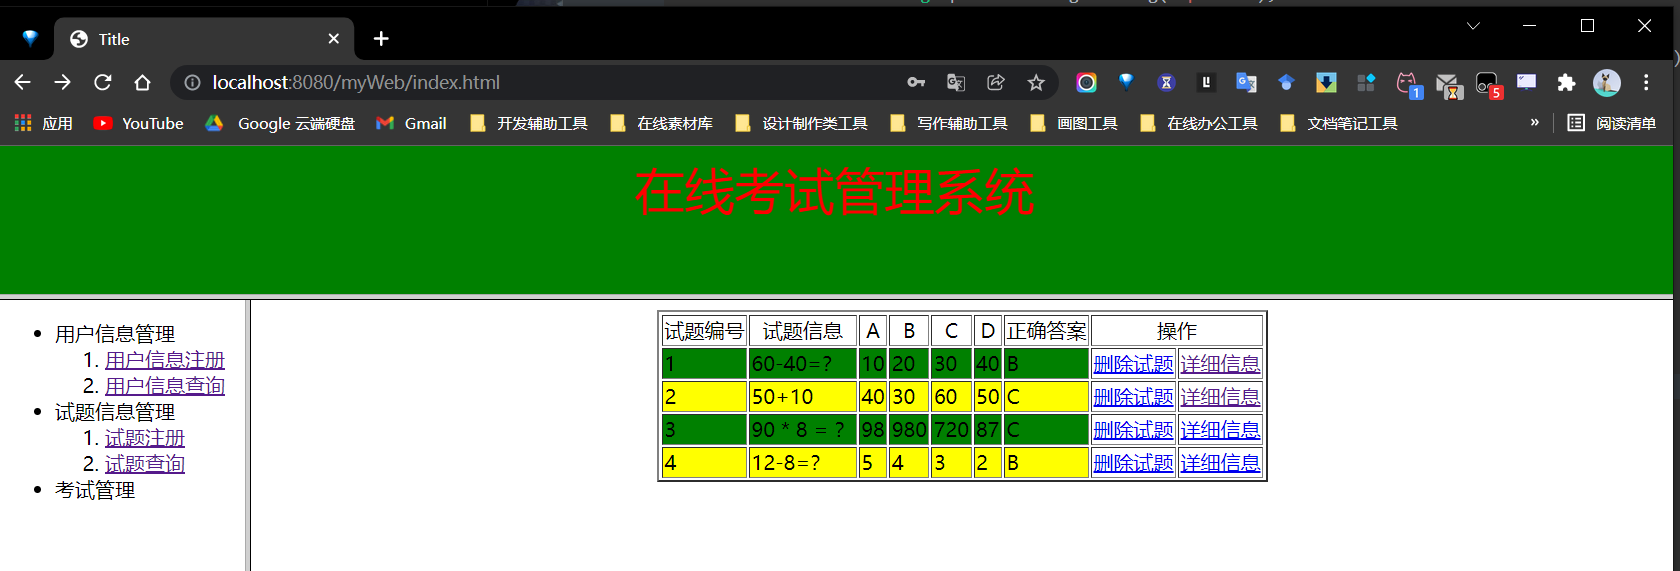 Title
localhost:8080/myWeb/index.html
1
5
应用 YouTube Google 云端硬盘 Gmail 开发辅助工具 在线素材库 设计制作类工具 写作辅助工具 画图工具 在线办公工具 文档笔记工具 » 阅读清单
在线考试管理系统
用户信息管理
1. 用户信息注册
2. 用户信息查询
试题信息管理
1. 试题注册
2. 试题查询
考试管理
试题编号 试题信息 A B C D 正确答案 操作
1 60-40=? 10 20 30 40 B 删除试题 详细信息
2 50+10 40 30 60 50 C 删除试题 详细信息
3 90 * 8 = ? 98 980 720 87 C 删除试题 详细信息
4 12-8=? 5 4 3 2 B 删除试题 详细信息